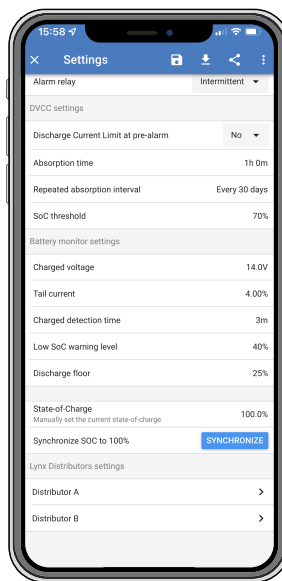 15:58
Settings
Alarm relay Intermittent
DVCC settings
Discharge Current Limit at pre-alarm No
Absorption time 1h 0m
Repeated absorption interval Every 30 days
SoC threshold 70%
Battery monitor settings
Charged voltage 14.0V
Tail current 4.00%
Charged detection time 3m
Low SoC warning level 40%
Discharge floor 25%
State-of-Charge 100.0%
Manually set the current state-of-charge
Synchronize SOC to 100% SYNCHRONIZE
Lynx Distributors settings
Distributor A
Distributor B